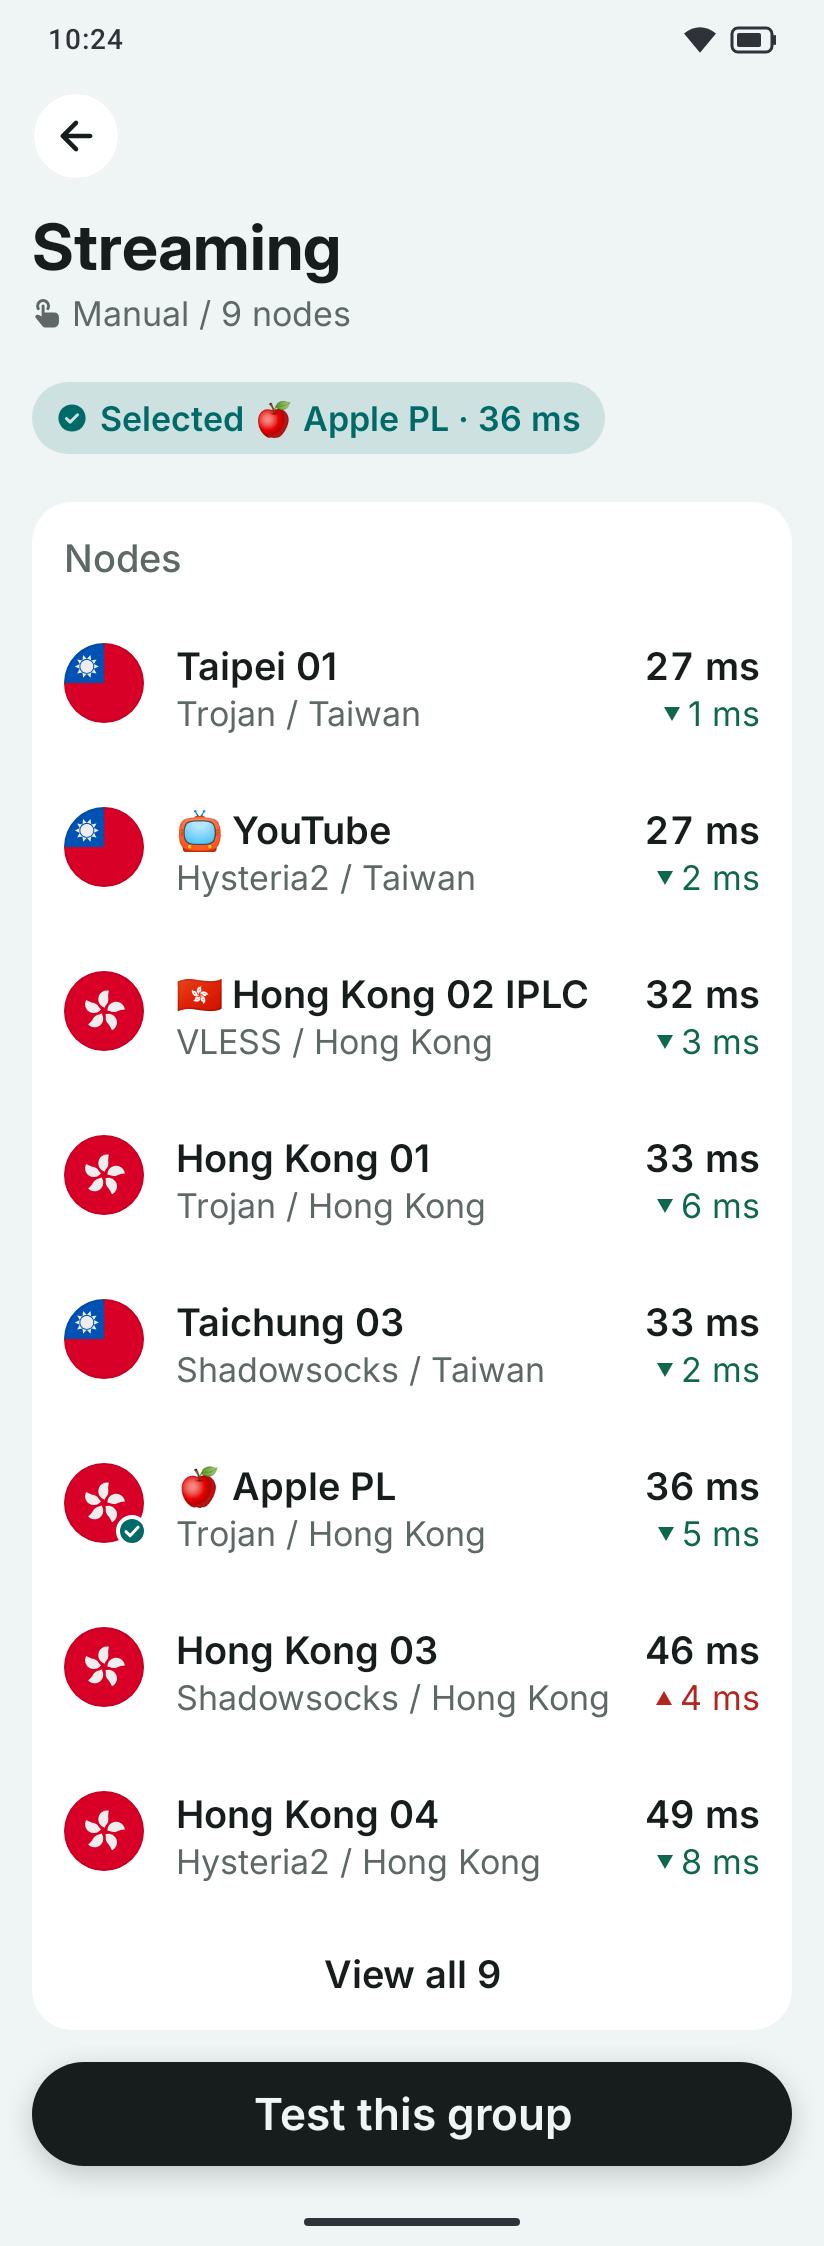 10:24
Streaming
Manual / 9 nodes
Selected 🍎 Apple PL · 36 ms
Nodes
Taipei 01 27 ms
Trojan / Taiwan ▼1 ms
📺 YouTube 27 ms
Hysteria2 / Taiwan ▼2 ms
🇭🇰 Hong Kong 02 IPLC 32 ms
VLESS / Hong Kong ▼3 ms
Hong Kong 01 33 ms
Trojan / Hong Kong ▼6 ms
Taichung 03 33 ms
Shadowsocks / Taiwan ▼2 ms
🍎 Apple PL 36 ms
Trojan / Hong Kong ▼5 ms
Hong Kong 03 46 ms
Shadowsocks / Hong Kong ▲4 ms
Hong Kong 04 49 ms
Hysteria2 / Hong Kong ▼8 ms
View all 9
Test this group